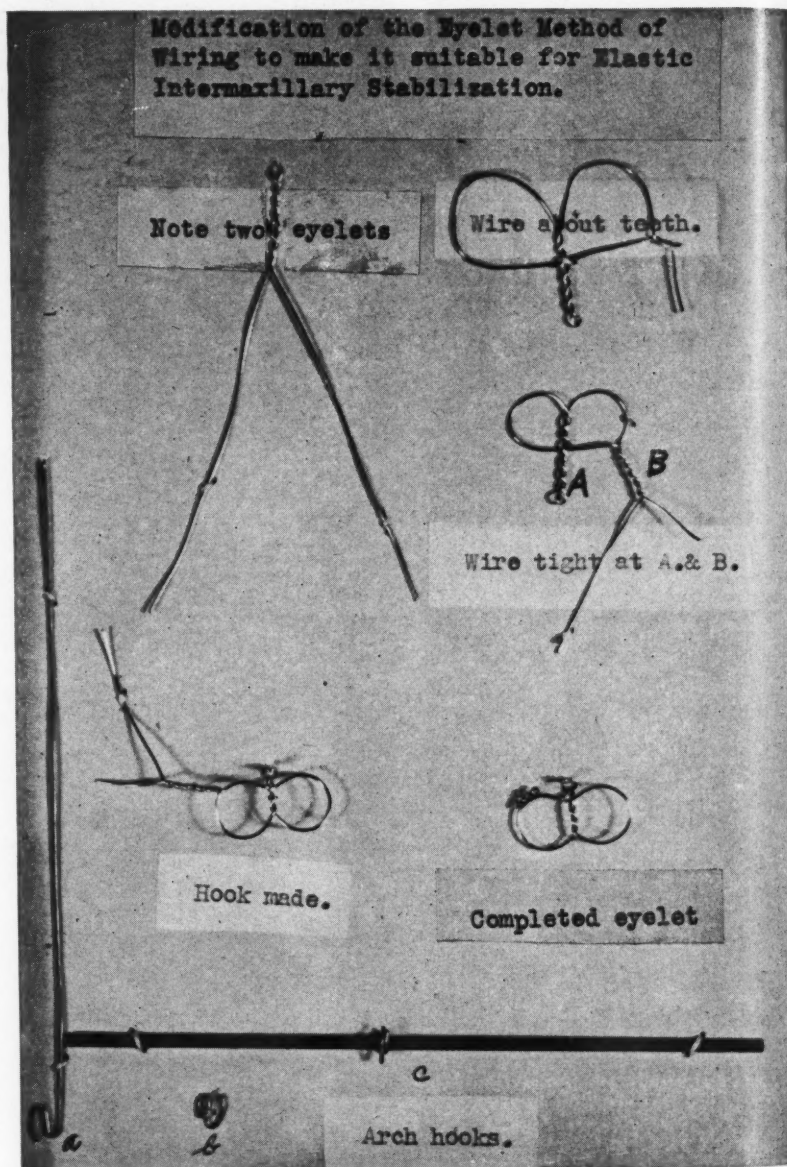 Modification of the Eyelet Method of
Wiring to make it suitable for Elastic
Intermaxillary Stabilization.
Note two eyelets
Wire about teeth.
A
B
Wire tight at A.& B.
Hook made.
Completed eyelet
c
a
b
Arch hooks.